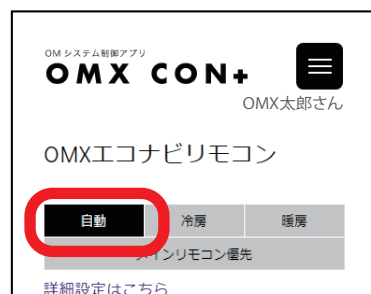 OMシステム制御アプリ
OMX CON+
OMX太郎さん
OMXエコナビリモコン
自動 冷房 暖房
メインリモコン優先
詳細設定はこちら